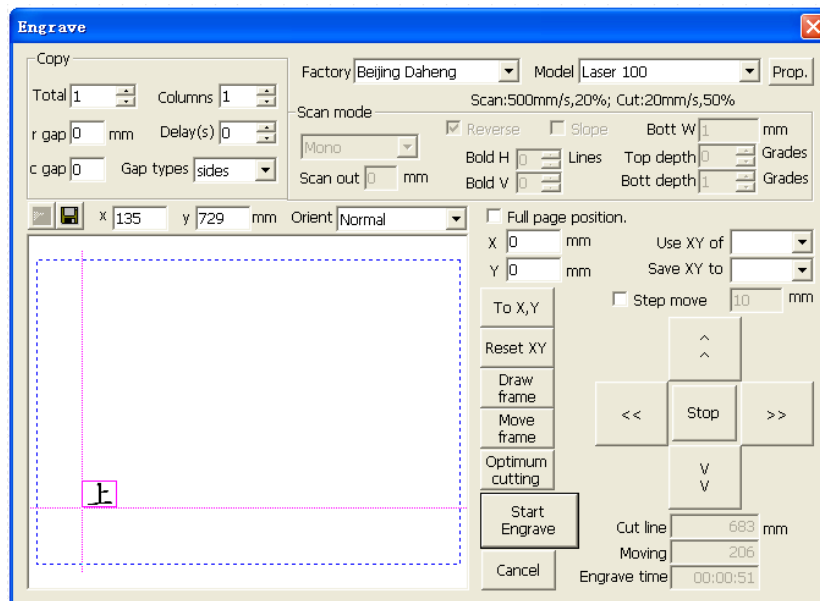 Engrave
Copy
Total 1 Columns 1
r gap 0 mm Delay(s) 0
c gap 0 Gap types sides
Factory Beijing Daheng Model Laser 100 Prop.
Scan:500mm/s,20%; Cut:20mm/s,50%
Scan mode
Mono
Scan out 0 mm
Reverse Slope Bott W 1 mm
Bold H 0 Lines Top depth 0 Grades
Bold V 0 Bott depth 1 Grades
x 135 y 729 mm Orient Normal
上
Full page position.
X 0 mm Use XY of
Y 0 mm Save XY to
Step move 10 mm
To X,Y
Reset XY
Draw
frame
Move
frame
Optimum
cutting
Start
Engrave
Cancel
^
^
<< Stop >>
V
V
Cut line 683 mm
Moving 206
Engrave time 00:00:51